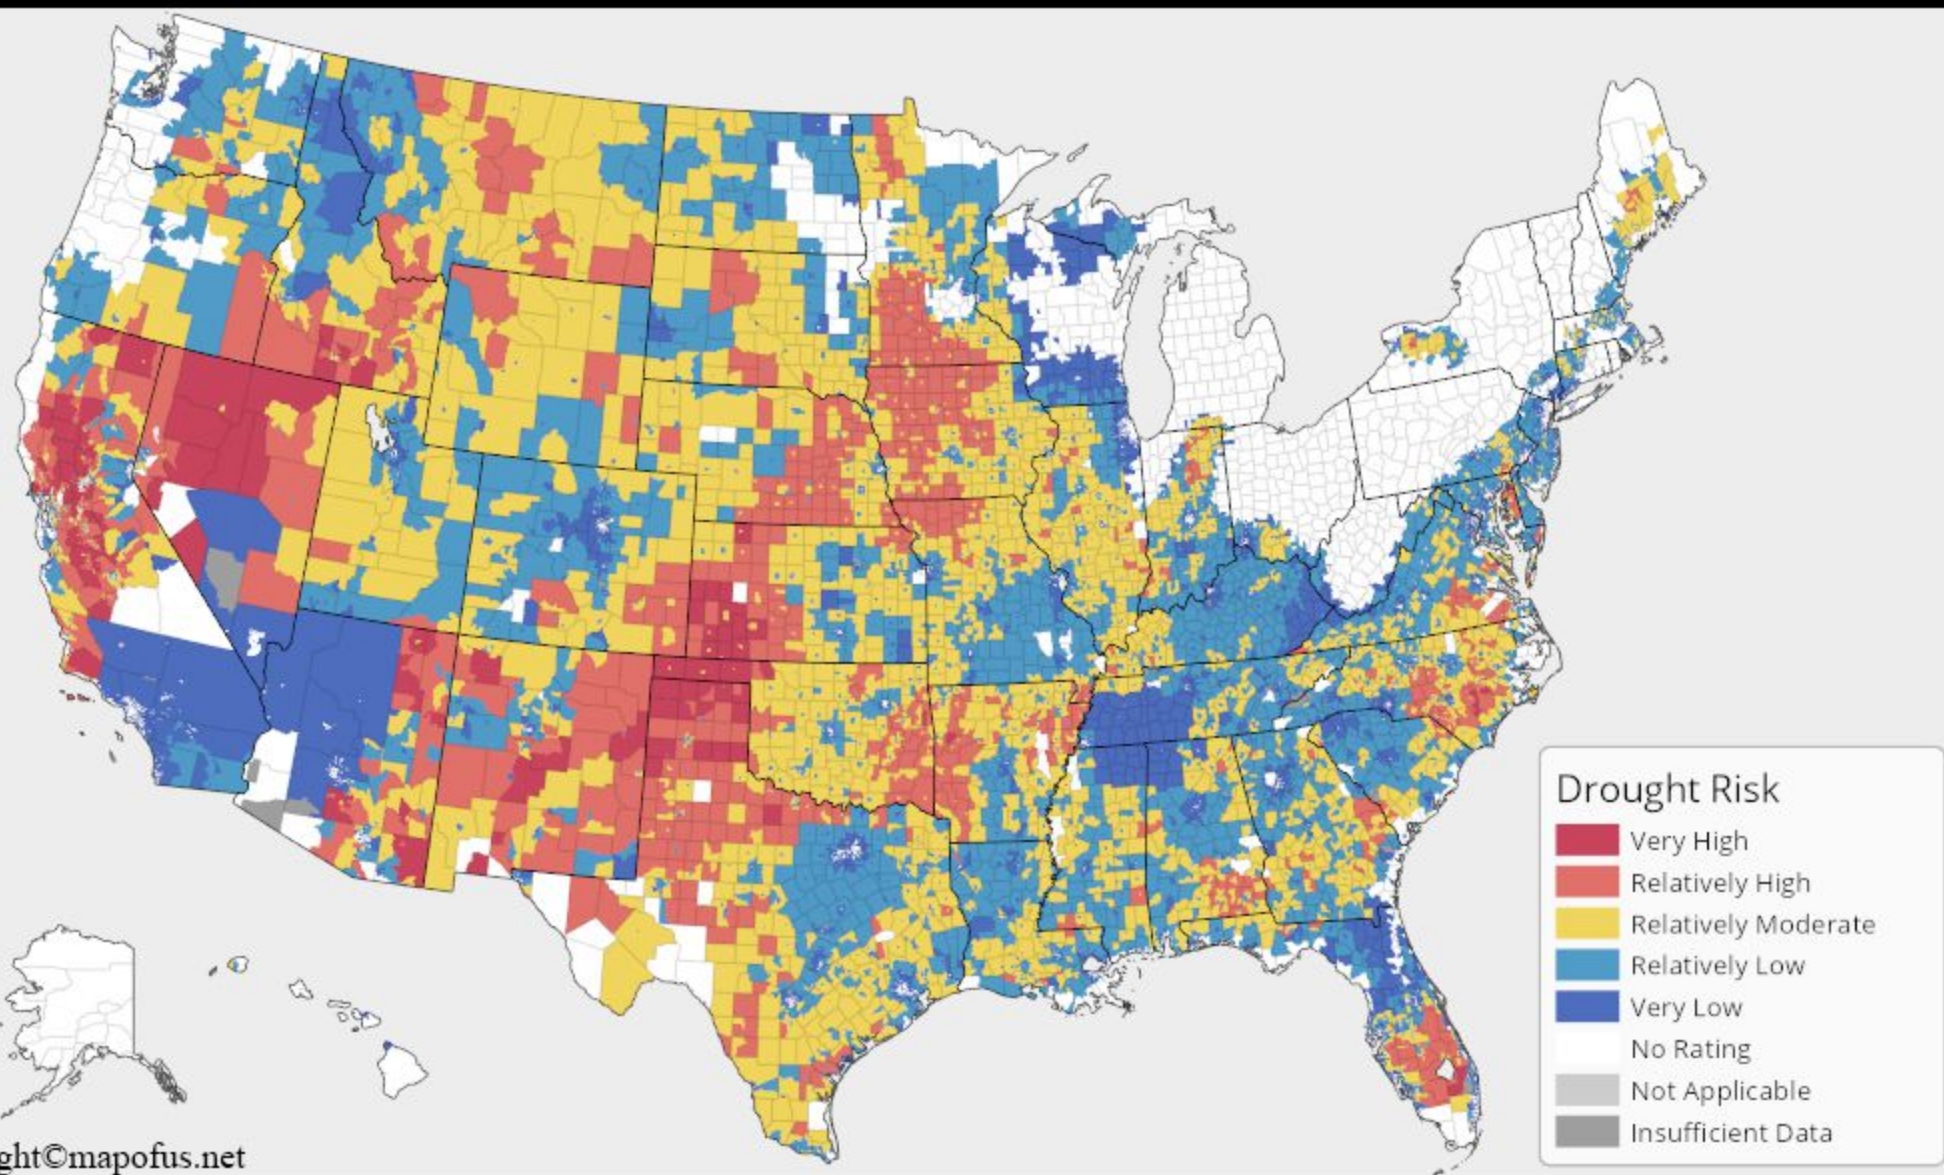 Drought Risk
Very High
Relatively High
Relatively Moderate
Relatively Low
Very Low
No Rating
Not Applicable
Insufficient Data
ght©mapofus.net